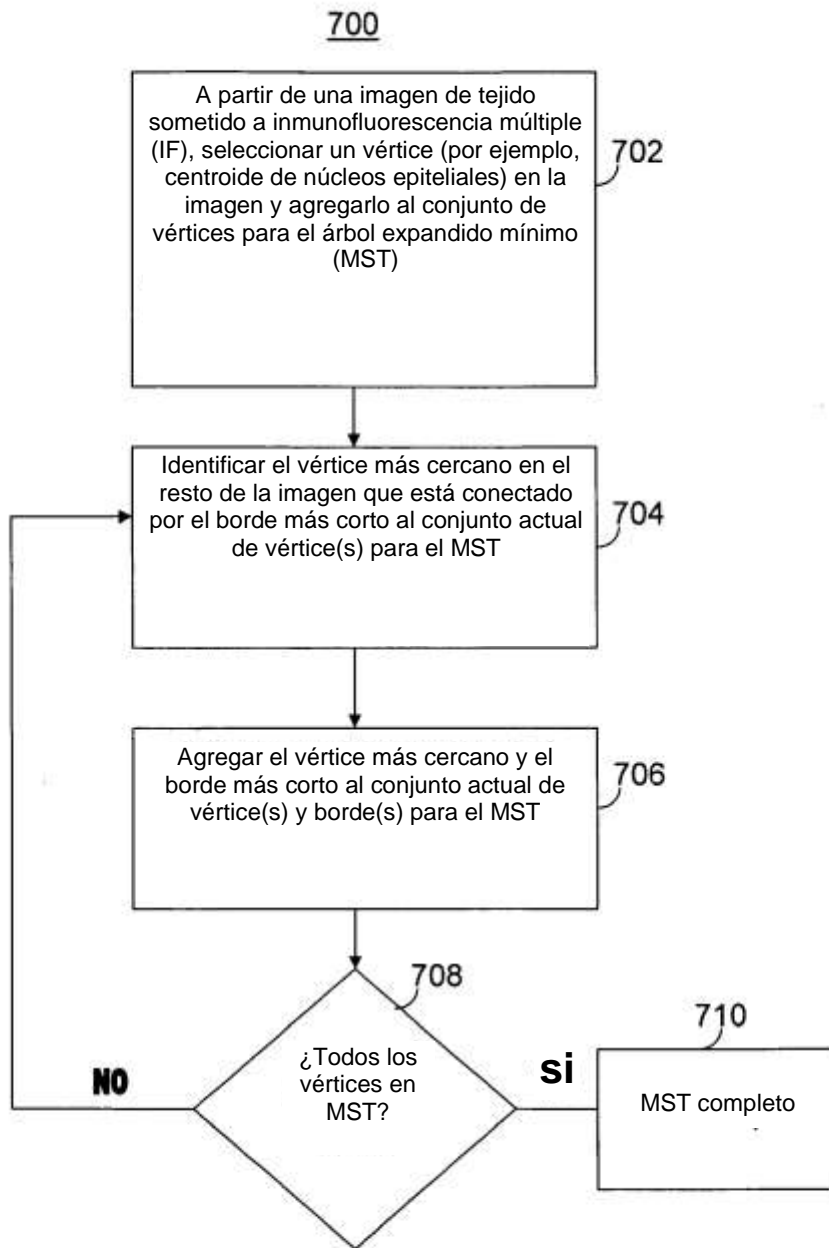 700
A partir de una imagen de tejido
sometido a inmunofluorescencia múltiple
(IF), seleccionar un vértice (por ejemplo,
centroide de núcleos epiteliales) en la
imagen y agregarlo al conjunto de
vértices para el árbol expandido mínimo
(MST)
702
Identificar el vértice más cercano en el
resto de la imagen que está conectado
por el borde más corto al conjunto actual
de vértice(s) para el MST
704
Agregar el vértice más cercano y el
borde más corto al conjunto actual de
vértice(s) y borde(s) para el MST
706
708
¿Todos los
vértices en
MST?
NO
si
710
MST completo